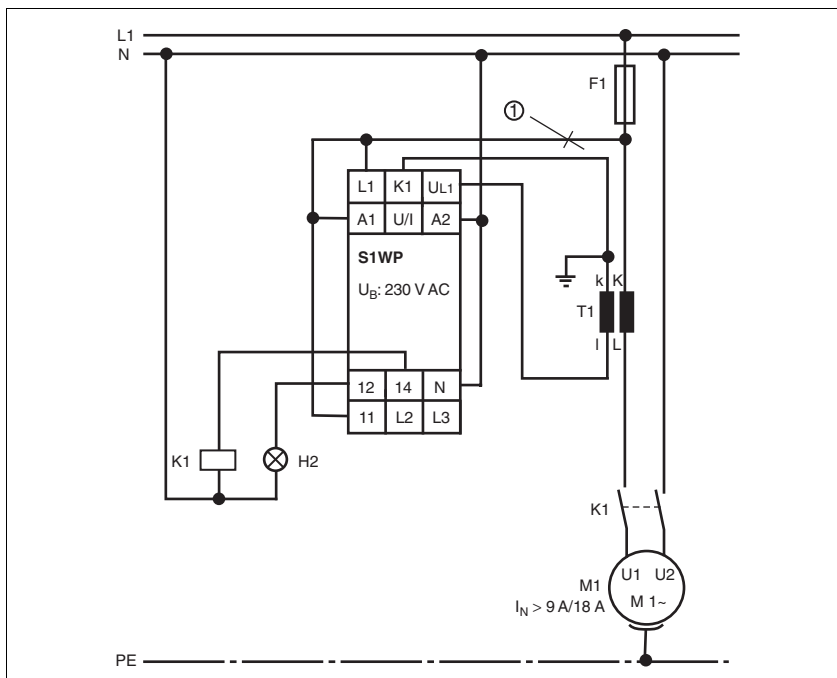 L1
N
F1
①
L1 K1 UL1
A1 U/I A2
S1WP
UB: 230 V AC
k K
T1
l L
12 14 N
11 L2 L3
K1
H2
K1
U1 U2
M1
M 1~
IN > 9 A/18 A
PE